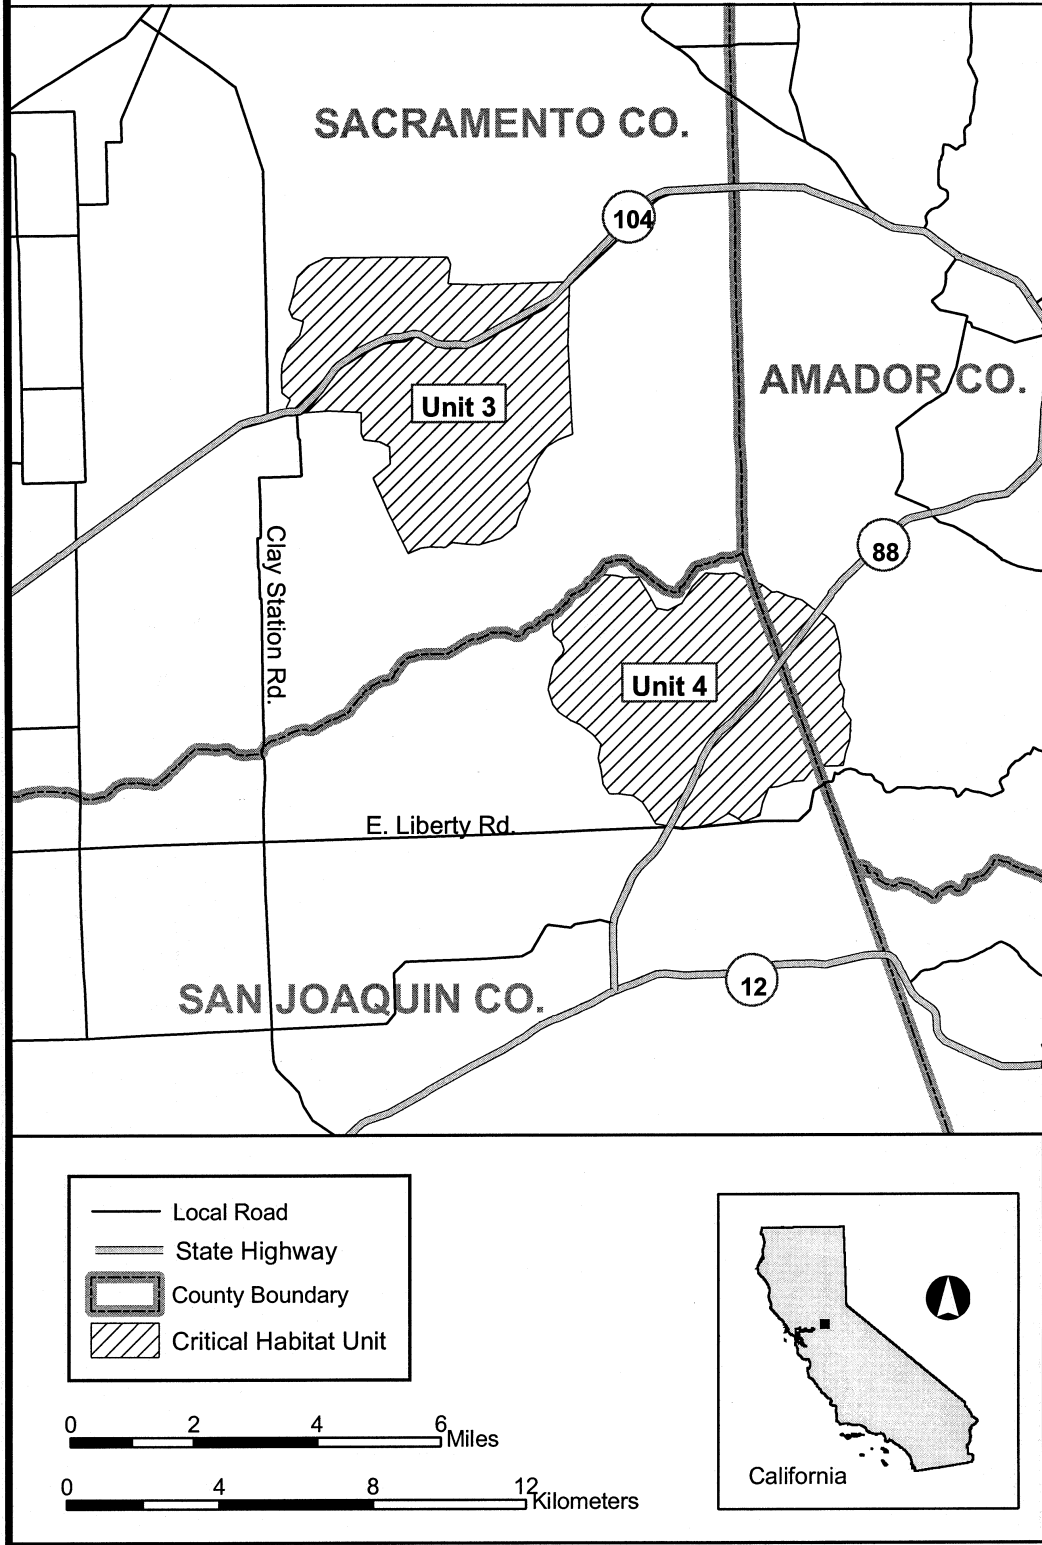 SACRAMENTO CO.
104
AMADOR CO.
Unit 3
88
Clay Station Rd.
Unit 4
E. Liberty Rd.
SAN JOAQUIN CO.
12
Local Road
State Highway
County Boundary
Critical Habitat Unit
0 2 4 6
Miles
0 4 8 12
Kilometers
California